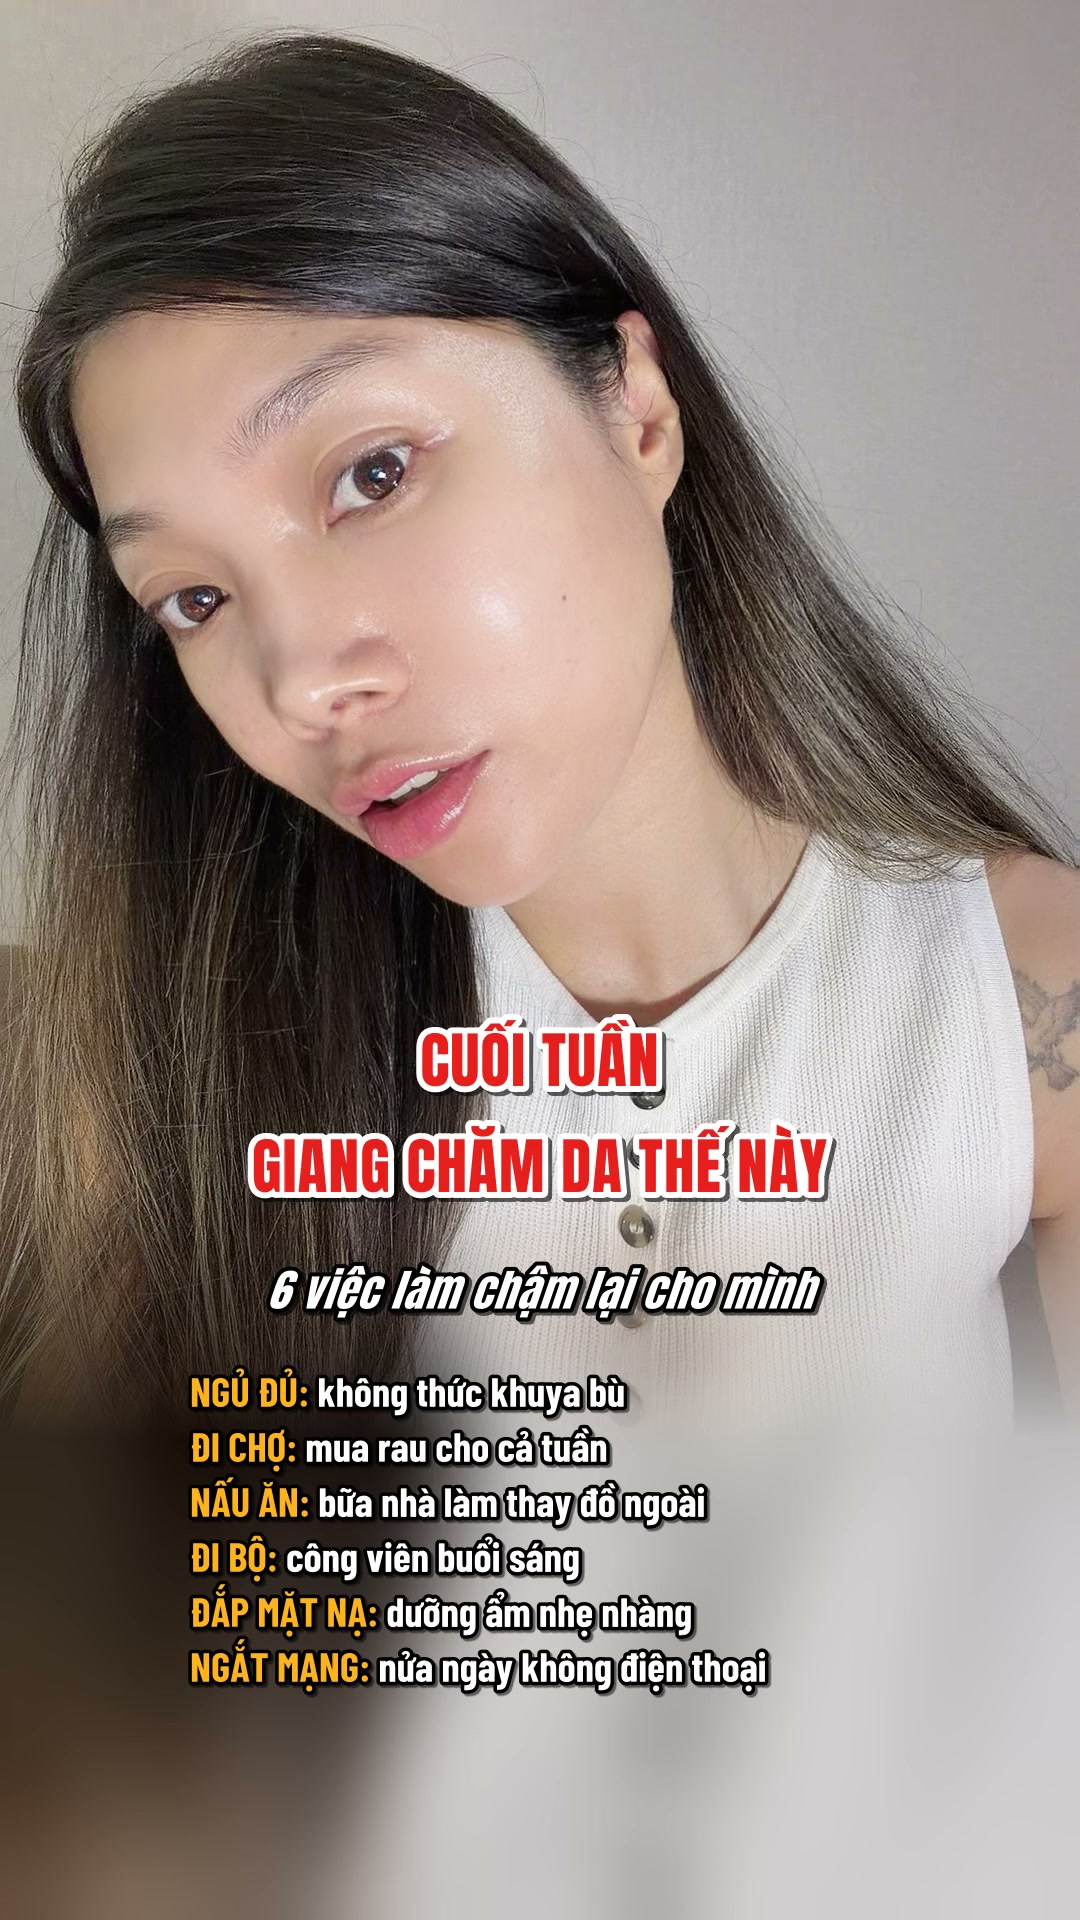 CUỐI TUẦN
GIANG CHĂM DA THẾ NÀY
6 việc làm chậm lại cho mình
NGỦ ĐỦ: không thức khuya bù
ĐI CHỢ: mua rau cho cả tuần
NẤU ĂN: bữa nhà làm thay đồ ngoài
ĐI BỘ: công viên buổi sáng
ĐẮP MẶT NẠ: dưỡng ẩm nhẹ nhàng
NGẮT MẠNG: nửa ngày không điện thoại